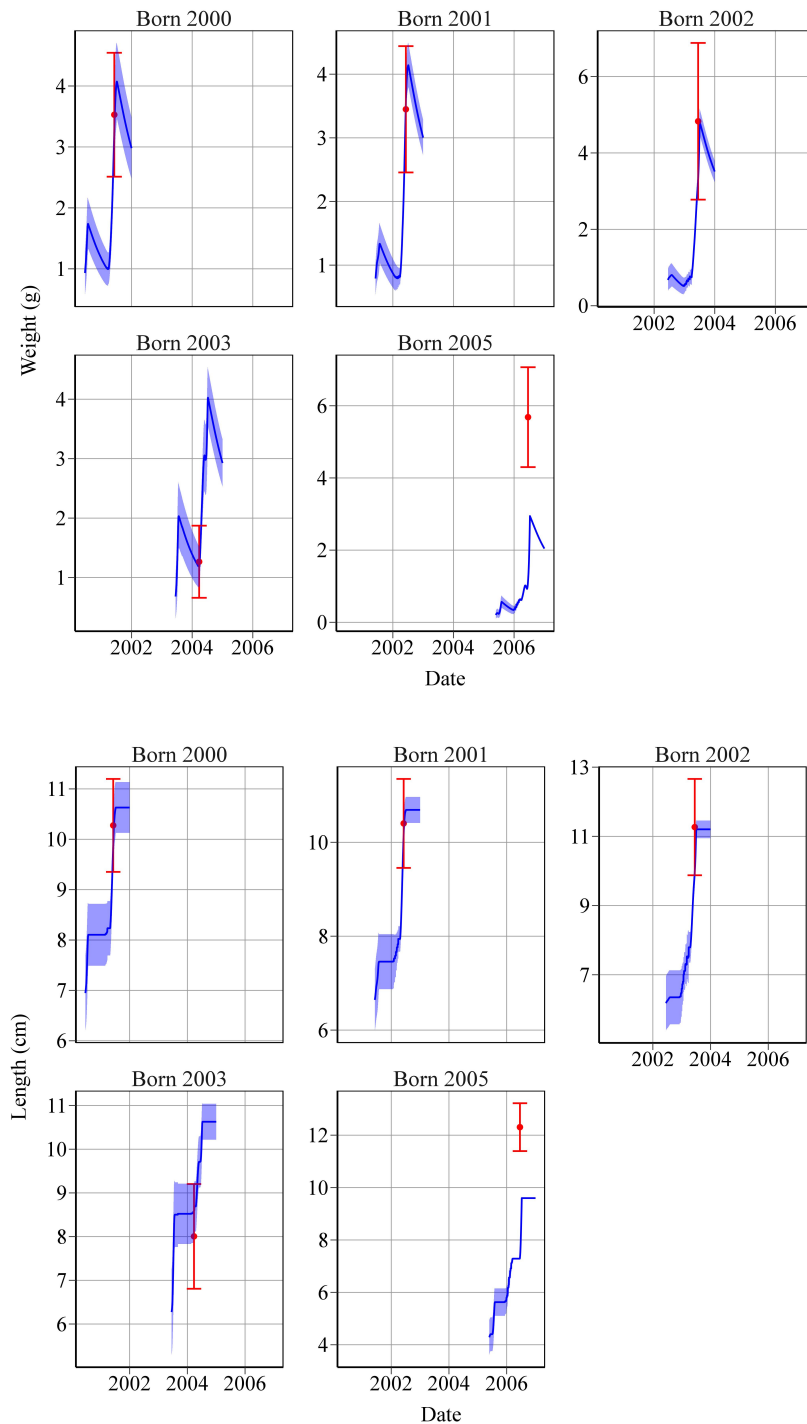 Born 2000 Born 2001 Born 2002
4 4 6
3 3 4
2 2 2
1 1 0
2002 2004 2006
Weight (g)
Born 2003 Born 2005
4 6
3 4
2 2
1 0
2002 2004 2006 2002 2004 2006
Date
Born 2000 Born 2001 Born 2002
11 10 13
10 8 11
9 6 9
8 7
7
6
2002 2004 2006
Length (cm)
Born 2003 Born 2005
11 12
10 10
9 8
8 6
7 4
6
2002 2004 2006 2002 2004 2006
Date